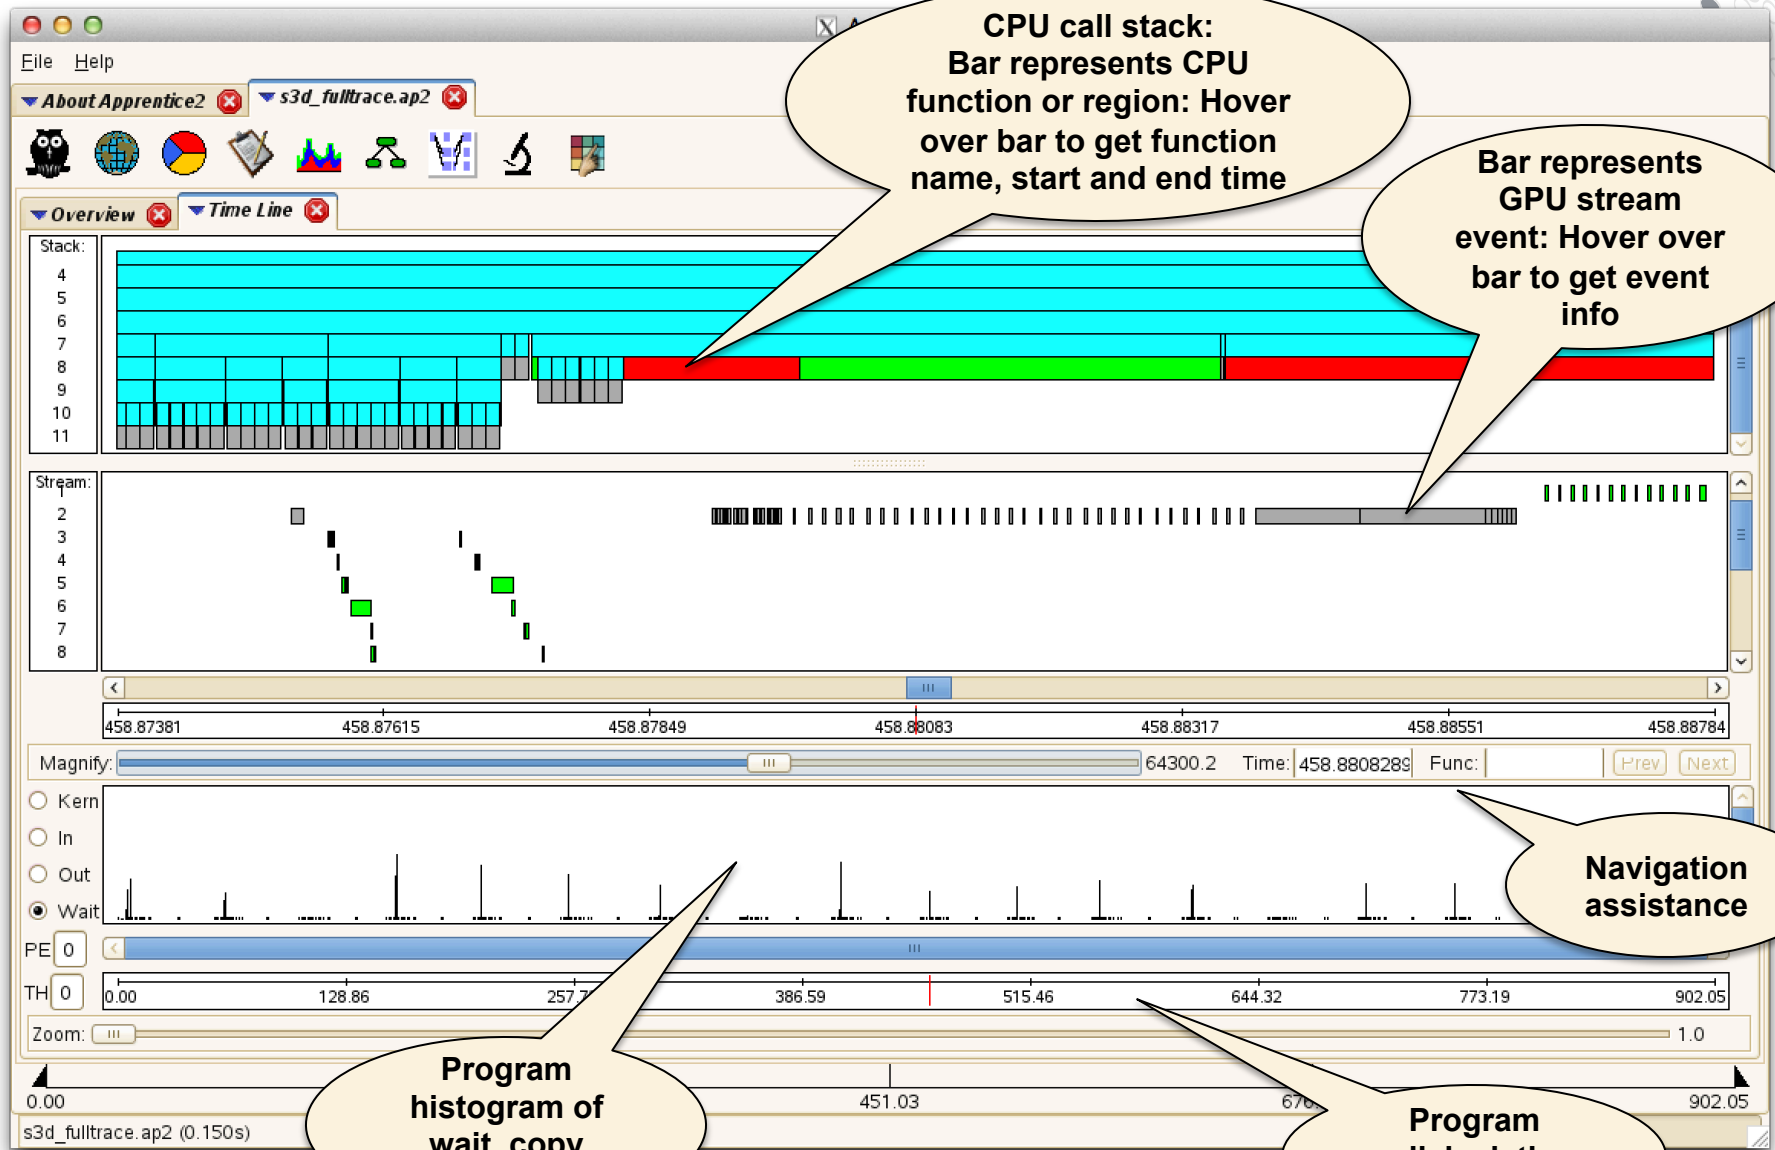 CPU call stack:
Bar represents CPU
function or region: Hover
over bar to get function
name, start and end time
File Help
About Apprentice2
s3d_fulltrace.ap2
Bar represents
GPU stream
event: Hover over
bar to get event
info
Overview
Time Line
Stack:
4
5
6
7
8
9
10
11
Stream:
1
2
3
4
5
6
7
8
458.87381 458.87615 458.87849 458.88083 458.88317 458.88551 458.88784
Magnify: 64300.2 Time: 458.8808289 Func: Prev Next
Kern
In
Out
Wait
Navigation
assistance
PE 0
TH 0
0.00 128.86 257.7 386.59 515.46 644.32 773.19 902.05
Zoom: 1.0
0.00 451.03 676. 902.05
s3d_fulltrace.ap2 (0.150s)
Program
histogram of
wait, copy
Program